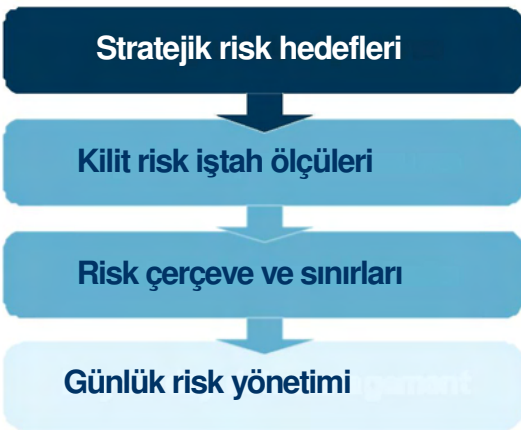 Stratejik risk hedefleri
Kilit risk iştah ölçüleri
Risk çerçeve ve sınırları
Günlük risk yönetimi